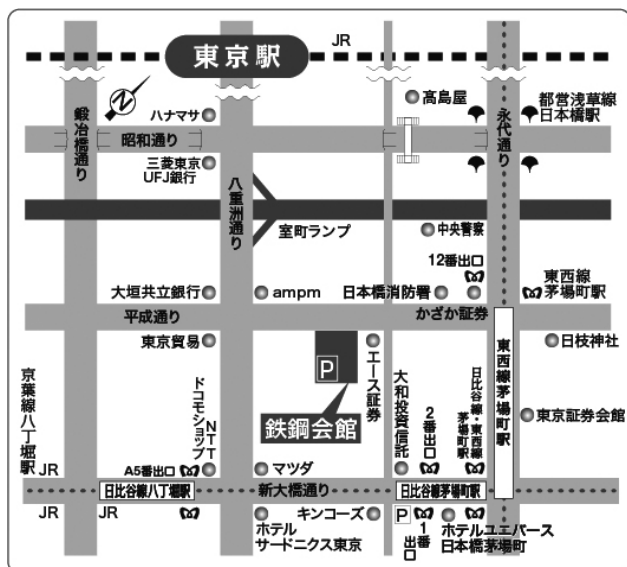 JR
東京駅
N
髙島屋
都営浅草線
日本橋駅
鍛冶橋通り
ハナマサ
昭和通り
永代通り
三菱東京
UFJ銀行
八重洲通り
室町ランプ
中央警察
12番出口
東西線
茅場町駅
大垣共立銀行
ampm
日本橋消防署
平成通り
かざか証券
東京貿易
P
エース証券
日枝神社
東西線茅場町駅
京葉線八丁堀駅
ドコモショップ
NTT
鉄鋼会館
大和投資信託
2番出口
日比谷線・東西線
茅場町駅
東京証券会館
JR
A5番出口
マツダ
日比谷線八丁堀駅
新大橋通り
日比谷線茅場町駅
JR
JR
ホテル
サードニクス東京
キンコーズ
P
1番
出口
ホテルユニバース
日本橋茅場町